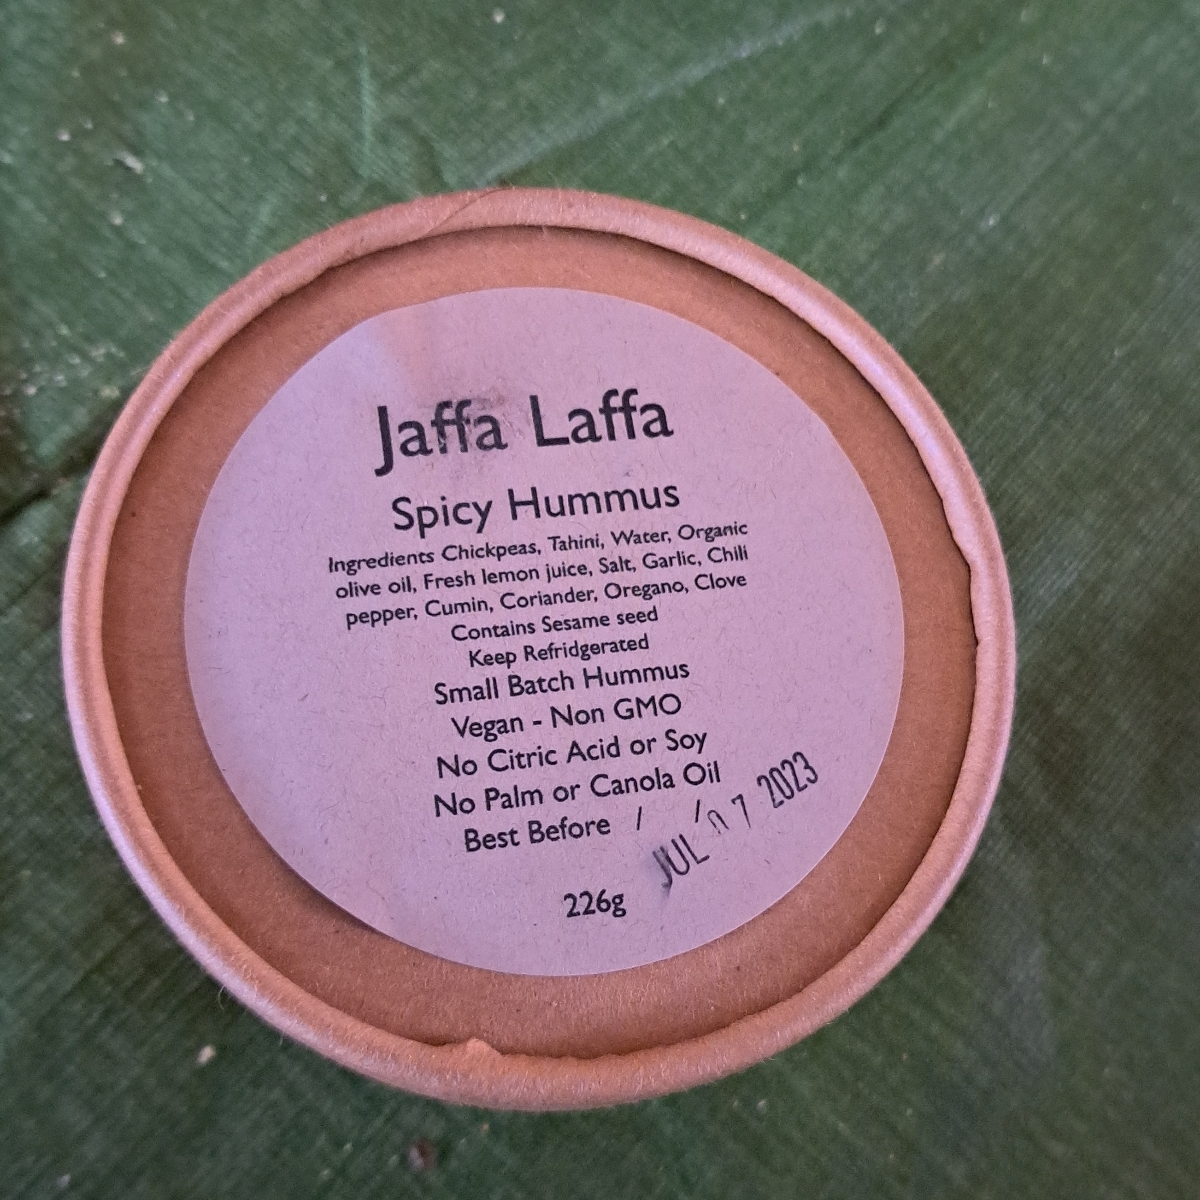 Jaffa Laffa
Spicy Hummus
Ingredients Chickpeas, Tahini, Water, Organic
olive oil, Fresh lemon juice, Salt, Garlic, Chili
pepper, Cumin, Coriander, Oregano, Clove
Contains Sesame seed
Keep Refridgerated
Small Batch Hummus
Vegan - Non GMO
No Citric Acid or Soy
No Palm or Canola Oil
Best Before / /
JUL 07 2023
226g